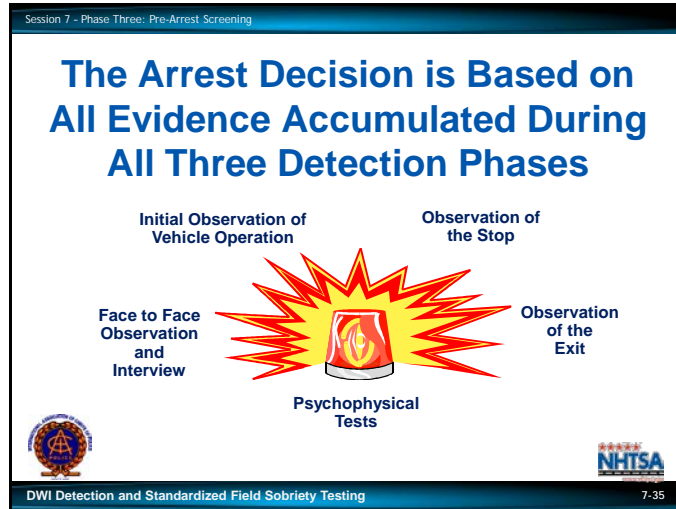 Session 7 - Phase Three: Pre-Arrest Screening
The Arrest Decision is Based on
All Evidence Accumulated During
All Three Detection Phases
Initial Observation of
Vehicle Operation
Observation of
the Stop
Face to Face
Observation
and
Interview
Observation
of the
Exit
Psychophysical
Tests
NHTSA
DWI Detection and Standardized Field Sobriety Testing
7-35